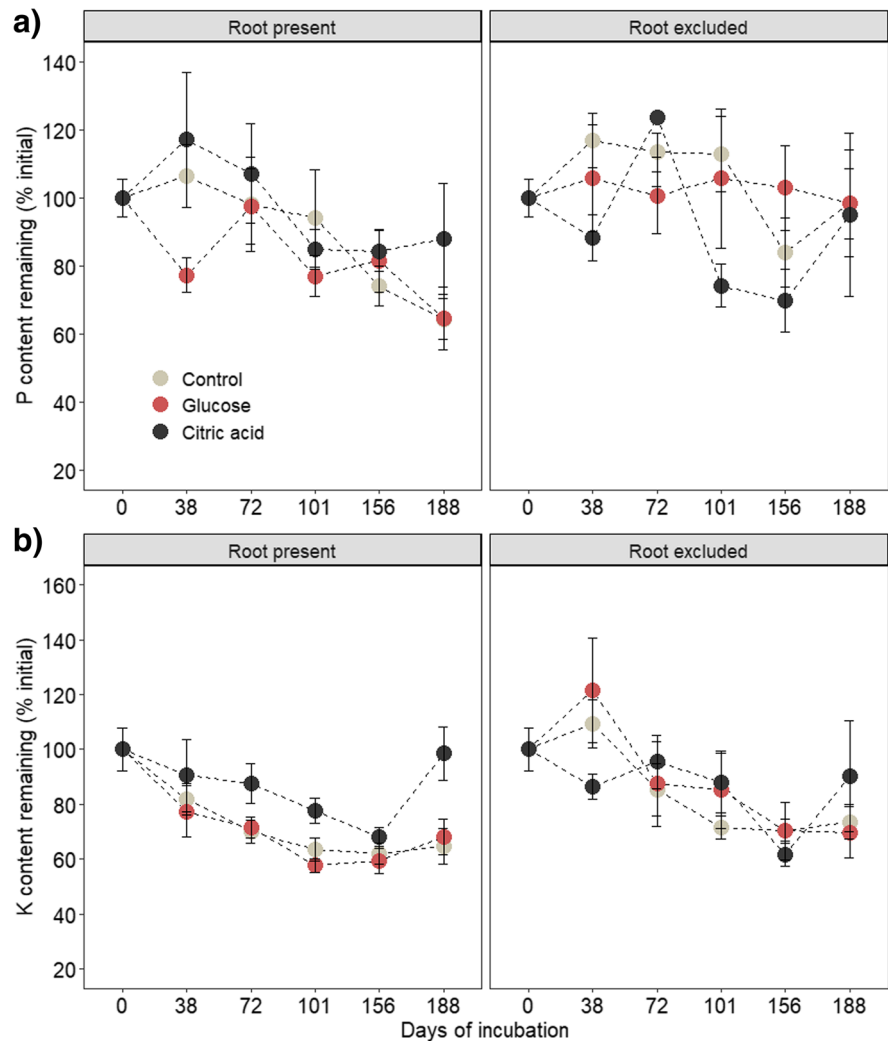 a)
Root present
Root excluded
P content remaining (% initial)
140
120
100
80
60
40
20
Control
Glucose
Citric acid
0 38 72 101 156 188
0 38 72 101 156 188
b)
Root present
Root excluded
K content remaining (% initial)
160
140
120
100
80
60
40
20
0 38 72 101 156 188
0 38 72 101 156 188
Days of incubation